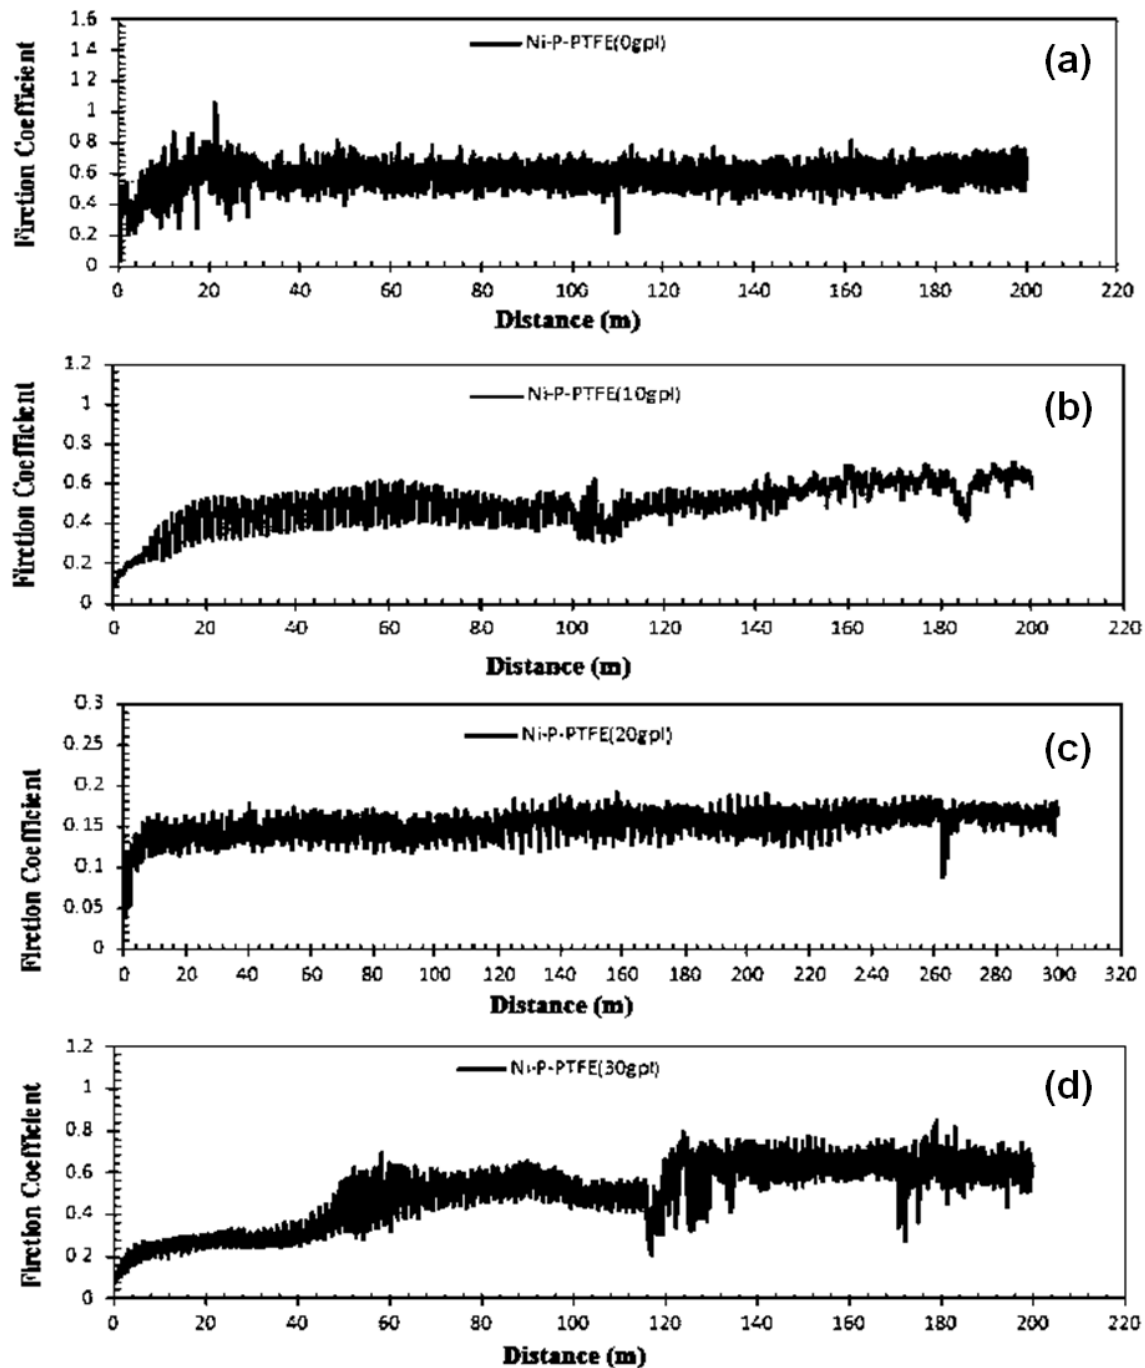 1.6
1.4
1.2
1
0.8
0.6
0.4
0.2
0
Firction Coefficient
Ni-P-PTFE(0gpl)
(a)
0 20 40 60 80 100 120 140 160 180 200 220
Distance (m)
1.2
1
0.8
0.6
0.4
0.2
0
Firction Coefficient
Ni-P-PTFE(10gpl)
(b)
0 20 40 60 80 100 120 140 160 180 200 220
Distance (m)
0.3
0.25
0.2
0.15
0.1
0.05
0
Firction Coefficient
Ni-P-PTFE(20gpl)
(c)
0 20 40 60 80 100 120 140 160 180 200 220 240 260 280 300 320
Distance (m)
1.2
1
0.8
0.6
0.4
0.2
0
Firction Coefficient
Ni-P-PTFE(30gpl)
(d)
0 20 40 60 80 100 120 140 160 180 200 220
Distance (m)